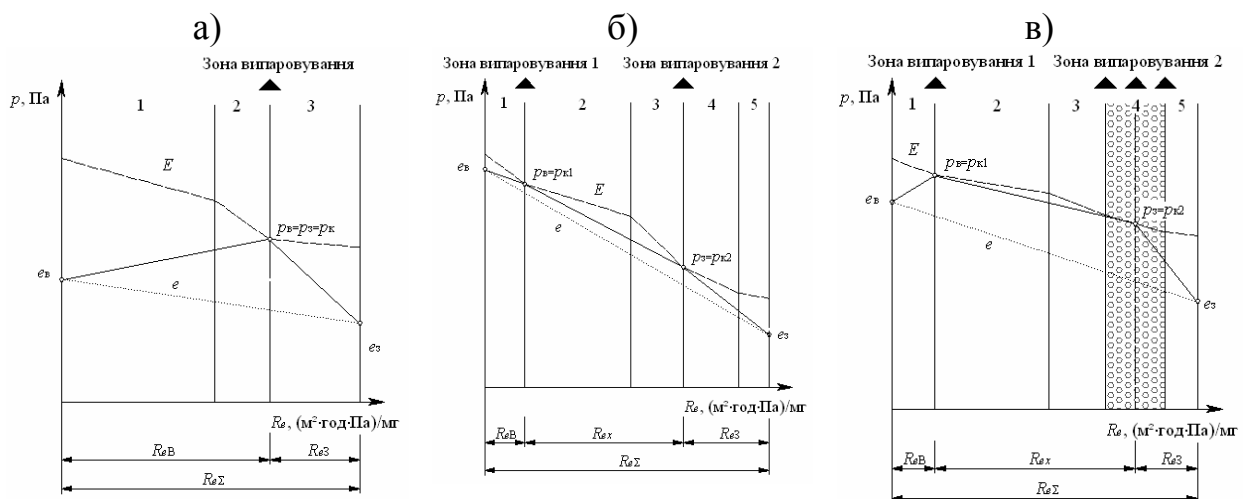 а)
Зона випаровування
p, Па
1
2
3
E
pв=pз=pк
eв
e
eз
Re, (м²·год·Па)/мг
ReВ
ReЗ
ReΣ
б)
Зона випаровування 1
Зона випаровування 2
p, Па
1
2
3
4
5
eв
pв=pк1
E
e
pз=pк2
eз
Re, (м²·год·Па)/мг
ReВ
Reх
ReЗ
ReΣ
в)
Зона випаровування 1
Зона випаровування 2
p, Па
1
2
3
4
5
E
pв=pк1
eв
pз=pк2
e
eз
Re, (м²·год·Па)/мг
ReВ
Reх
ReЗ
ReΣ